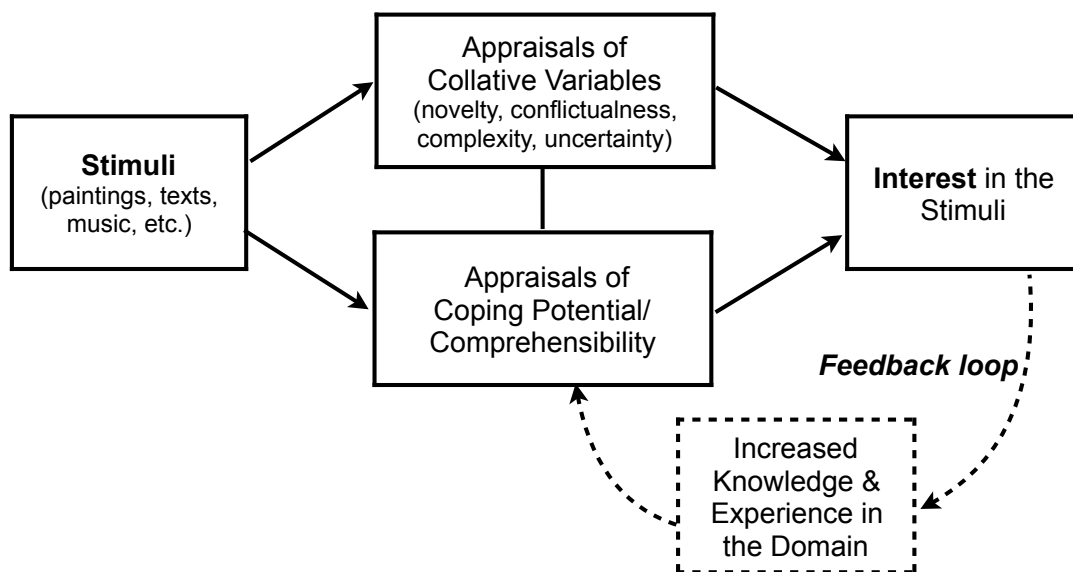 Stimuli
(paintings, texts,
music, etc.)
Appraisals of
Collative Variables
(novelty, conflictualness,
complexity, uncertainty)
Appraisals of
Coping Potential/
Comprehensibility
Interest in the
Stimuli
Feedback loop
Increased
Knowledge &
Experience in
the Domain